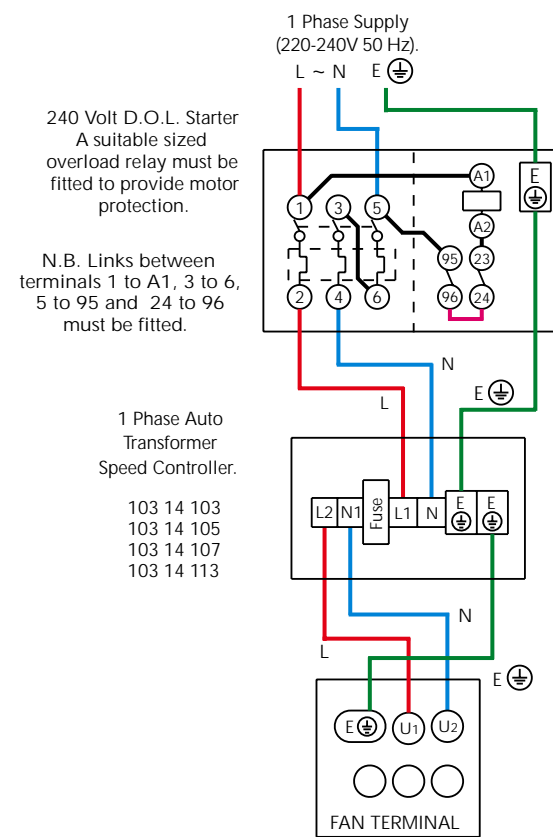 1 Phase Supply
(220-240V 50 Hz).
L ~ N E
240 Volt D.O.L. Starter
A suitable sized
overload relay must be
fitted to provide motor
protection.
N.B. Links between
terminals 1 to A1, 3 to 6,
5 to 95 and 24 to 96
must be fitted.
A1
E
1 3 5
A2
95 23
2 4 6 96 24
N
L
E
1 Phase Auto
Transformer
Speed Controller.
103 14 103
103 14 105
103 14 107
103 14 113
L2 N1 Fuse L1 N E E
N
L
E
E U1 U2
FAN TERMINAL